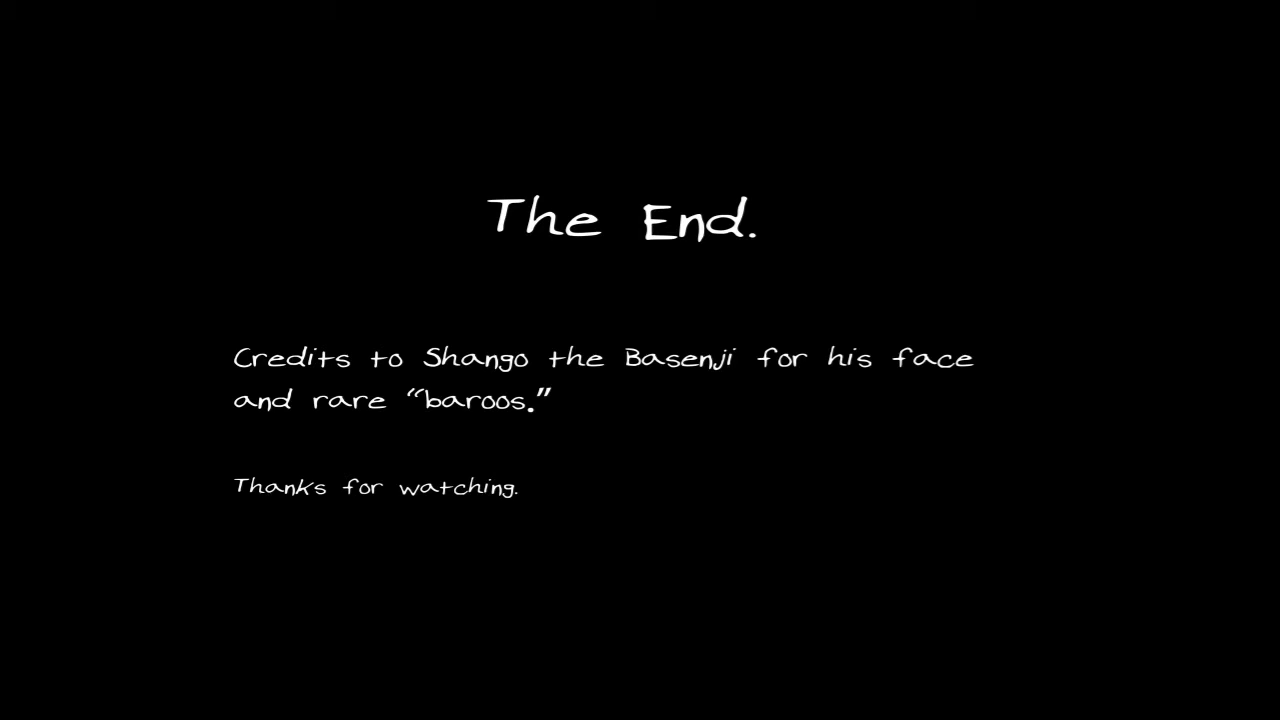 The End.
Credits to Shango the Basenji for his face
and rare “baroos.”
Thanks for watching.